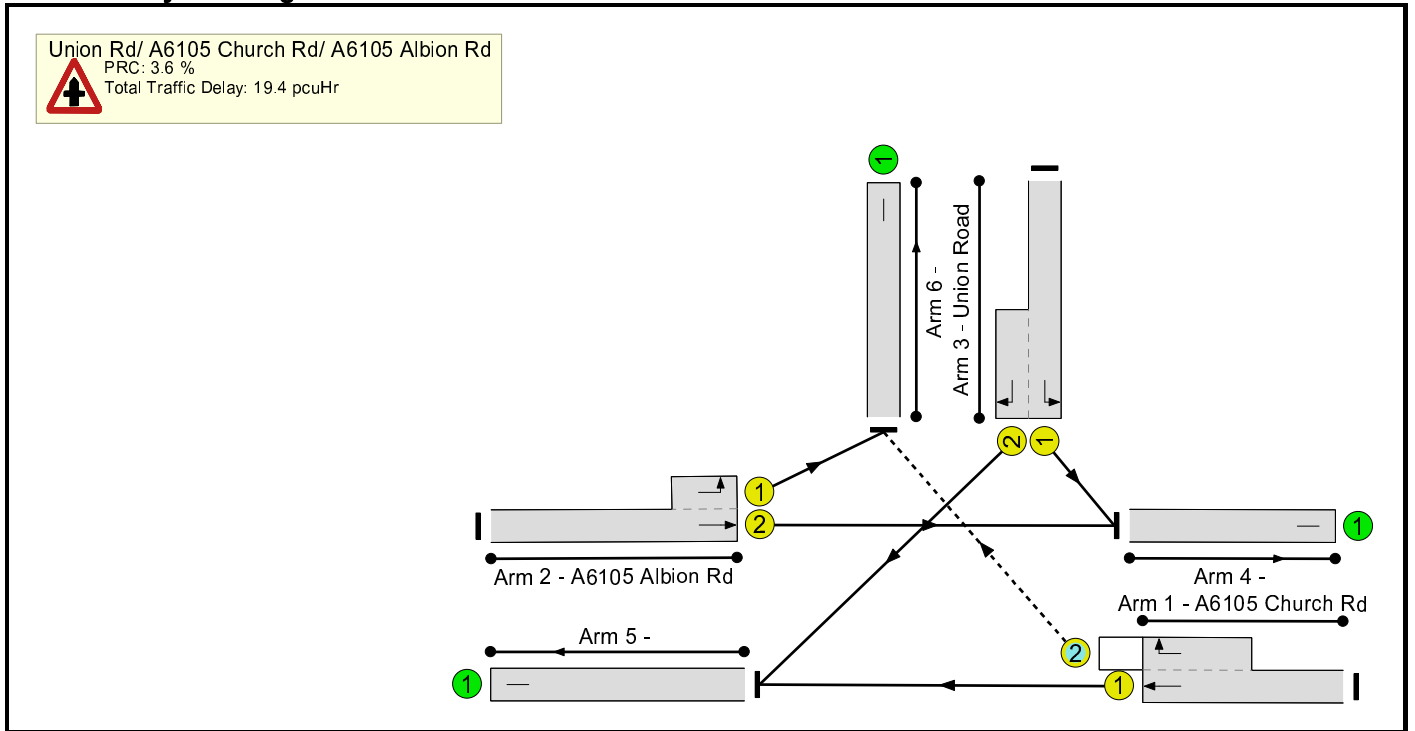 Union Rd/ A6105 Church Rd/ A6105 Albion Rd
PRC: 3.6 %
Total Traffic Delay: 19.4 pcuHr
1
Arm 6 -
Arm 3 - Union Road
2
1
1
2
1
Arm 2 - A6105 Albion Rd
Arm 4 -
Arm 1 - A6105 Church Rd
Arm 5 -
2
1
1